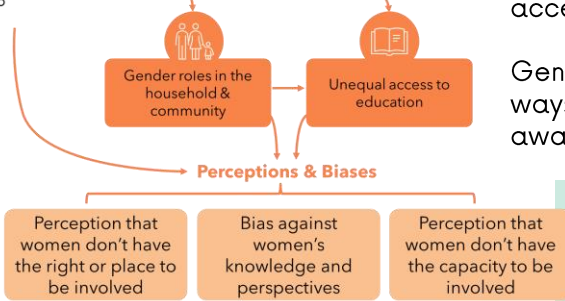 acce
Gender roles in the
household &
community
Unequal access to
education
Gen
ways
awa
Perceptions & Biases
Perception that
women don't have
the right or place to
be involved
Bias against
women's
knowledge and
perspectives
Perception that
women don't have
the capacity to be
involved